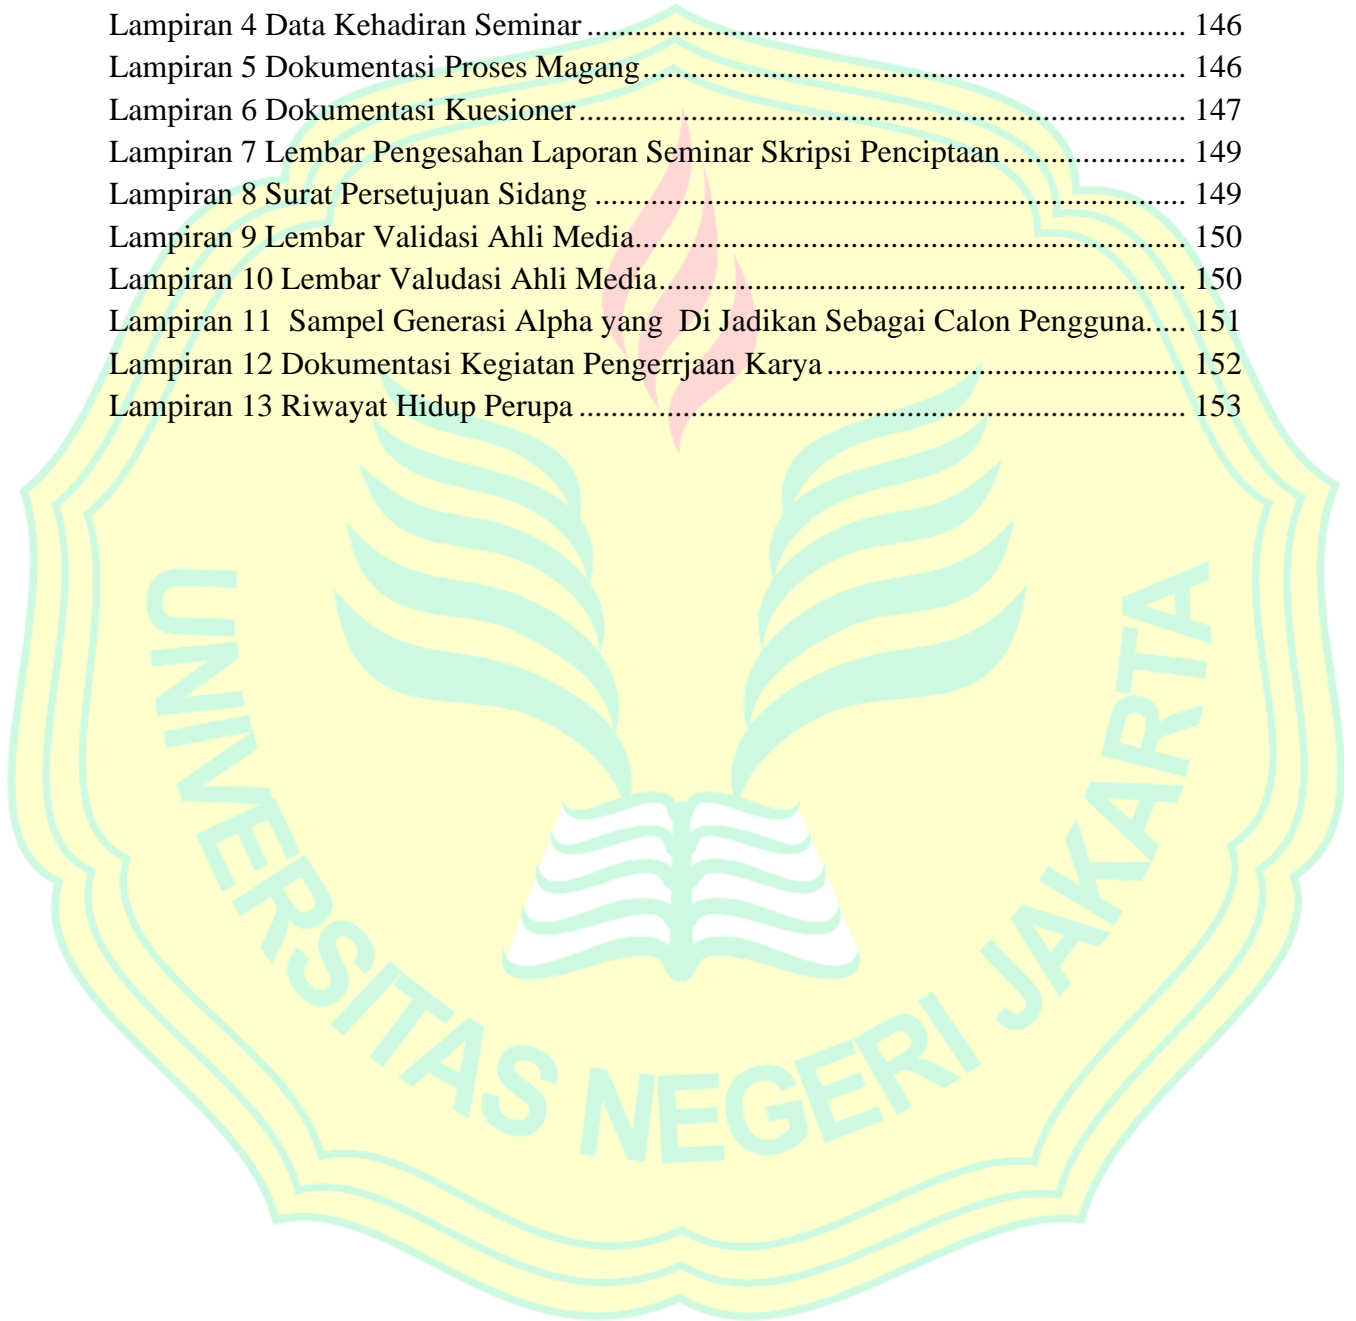 Lampiran 4 Data Kehadiran Seminar ........................................................................... 146
Lampiran 5 Dokumentasi Proses Magang.................................................................... 146
Lampiran 6 Dokumentasi Kuesioner............................................................................ 147
Lampiran 7 Lembar Pengesahan Laporan Seminar Skripsi Penciptaan....................... 149
Lampiran 8 Surat Persetujuan Sidang .......................................................................... 149
Lampiran 9 Lembar Validasi Ahli Media..................................................................... 150
Lampiran 10 Lembar Valudasi Ahli Media.................................................................. 150
Lampiran 11  Sampel Generasi Alpha yang  Di Jadikan Sebagai Calon Pengguna..... 151
Lampiran 12 Dokumentasi Kegiatan Pengerrjaan Karya ............................................. 152
Lampiran 13 Riwayat Hidup Perupa ............................................................................ 153
UNIVERSITAS NEGERI JAKARTA